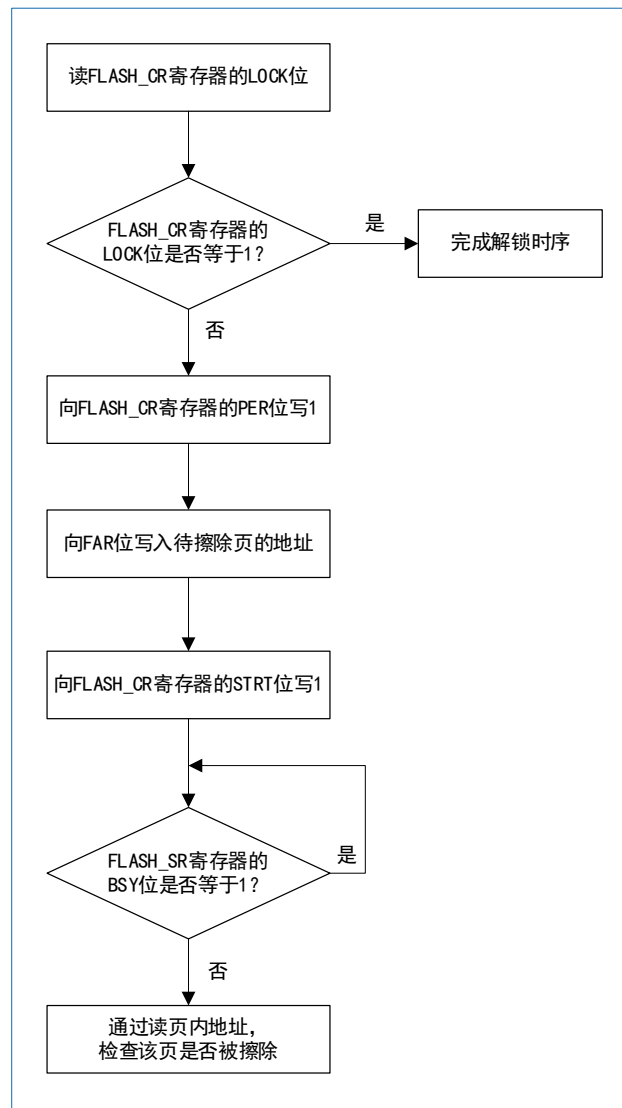 读FLASH_CR寄存器的LOCK位
FLASH_CR寄存器的
LOCK位是否等于1?
是
完成解锁时序
否
向FLASH_CR寄存器的PER位写1
向FAR位写入待擦除页的地址
向FLASH_CR寄存器的STRT位写1
FLASH_SR寄存器的
BSY位是否等于1?
是
否
通过读页内地址，
检查该页是否被擦除